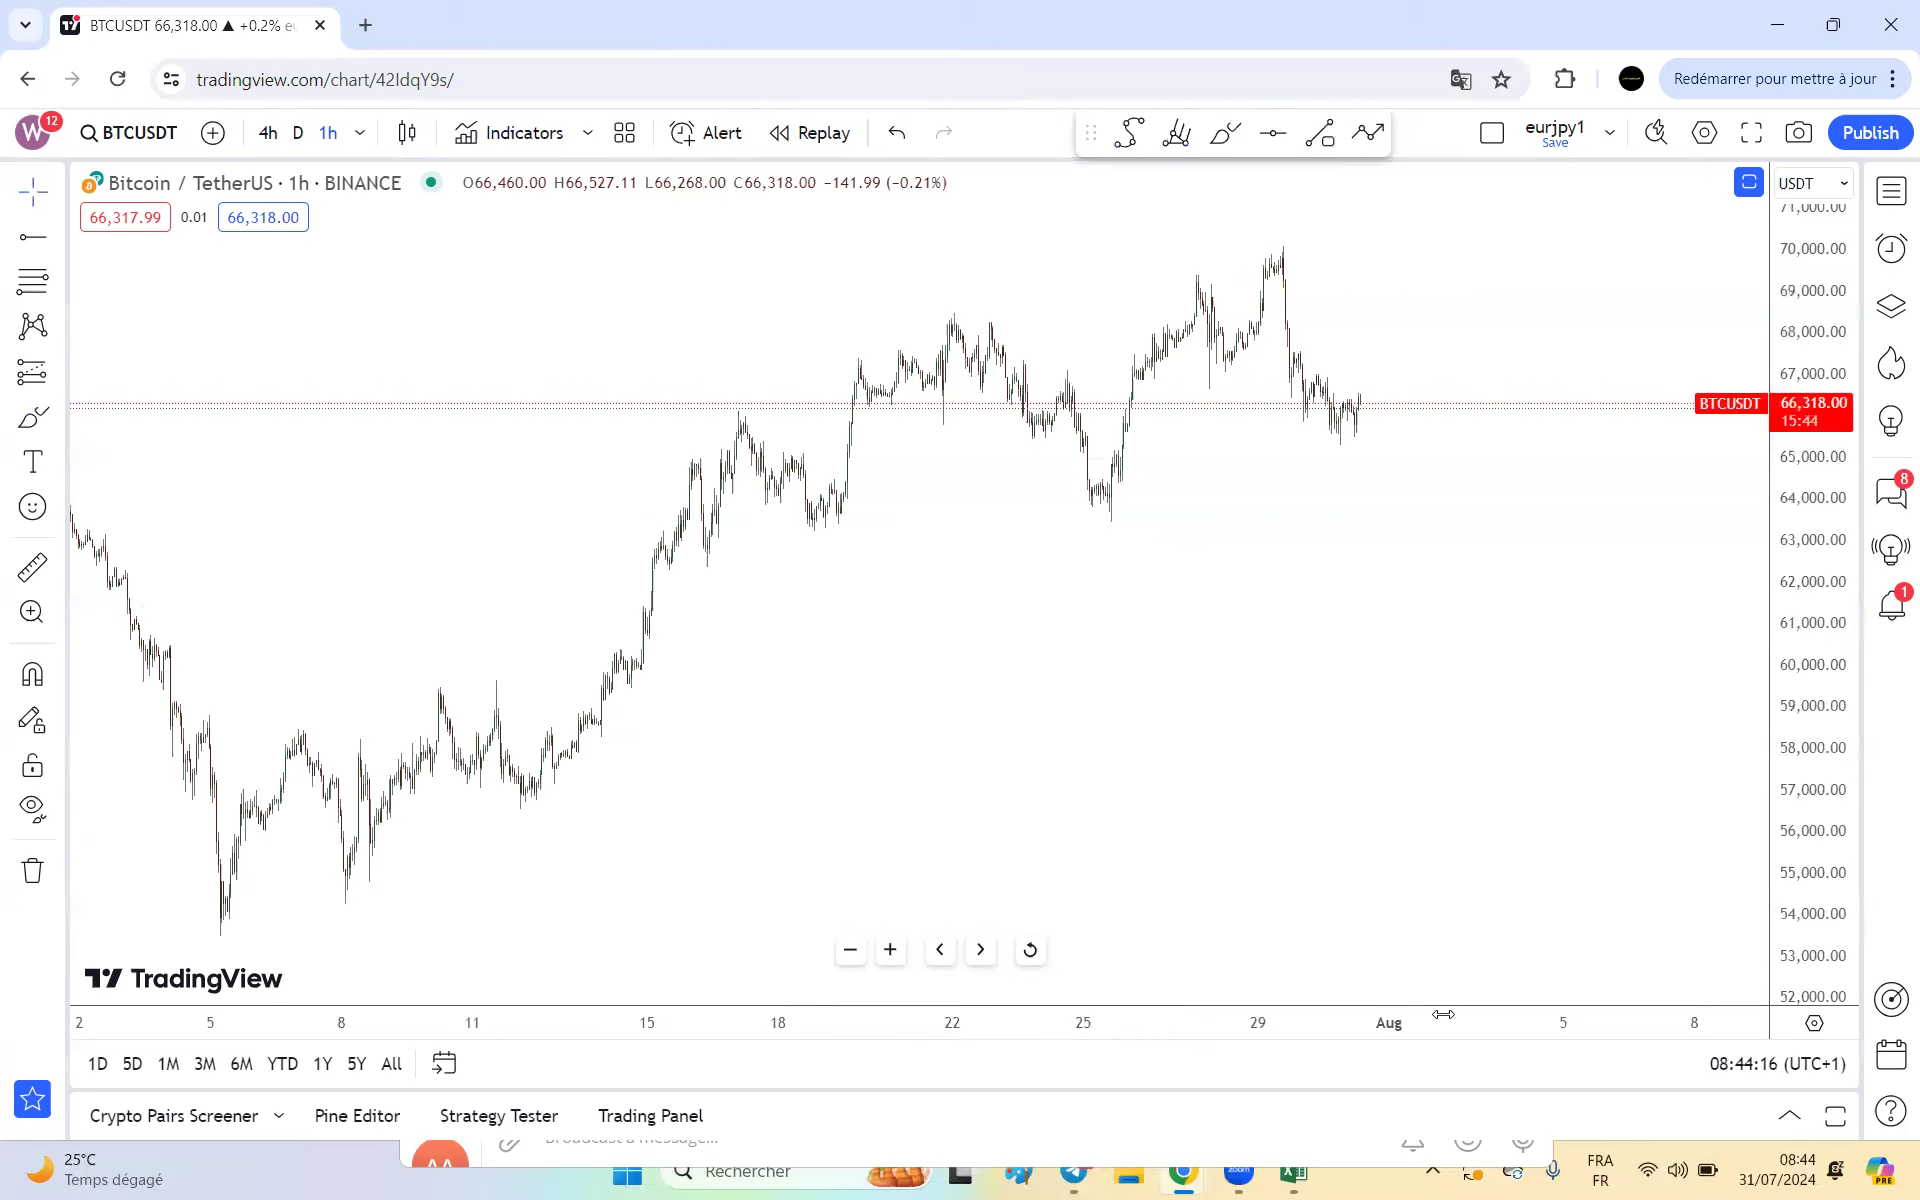 BTCUSDT 66,318.00 ▲ +0.2%
tradingview.com/chart/42IdqY9s/
Redémarrer pour mettre à jour
W 12
BTCUSDT
4h D 1h
Indicators
Alert
Replay
eurjpy1
Save
Publish
Bitcoin / TetherUS · 1h · BINANCE
O66,460.00 H66,527.11 L66,268.00 C66,318.00 −141.99 (−0.21%)
USDT
66,317.99 0.01 66,318.00
71,000.00
70,000.00
69,000.00
68,000.00
67,000.00
BTCUSDT 66,318.00
15:44
65,000.00
64,000.00
63,000.00
62,000.00
61,000.00
60,000.00
59,000.00
58,000.00
57,000.00
56,000.00
55,000.00
54,000.00
53,000.00
52,000.00
8
1
TradingView
2 5 8 11 15 18 22 25 29 Aug 5 8
1D 5D 1M 3M 6M YTD 1Y 5Y All
08:44:16 (UTC+1)
Crypto Pairs Screener Pine Editor Strategy Tester Trading Panel
Broadcast a message...
AA
25°C
Temps dégagé
Rechercher
zoom
FRA
FR
08:44
31/07/2024
PRE